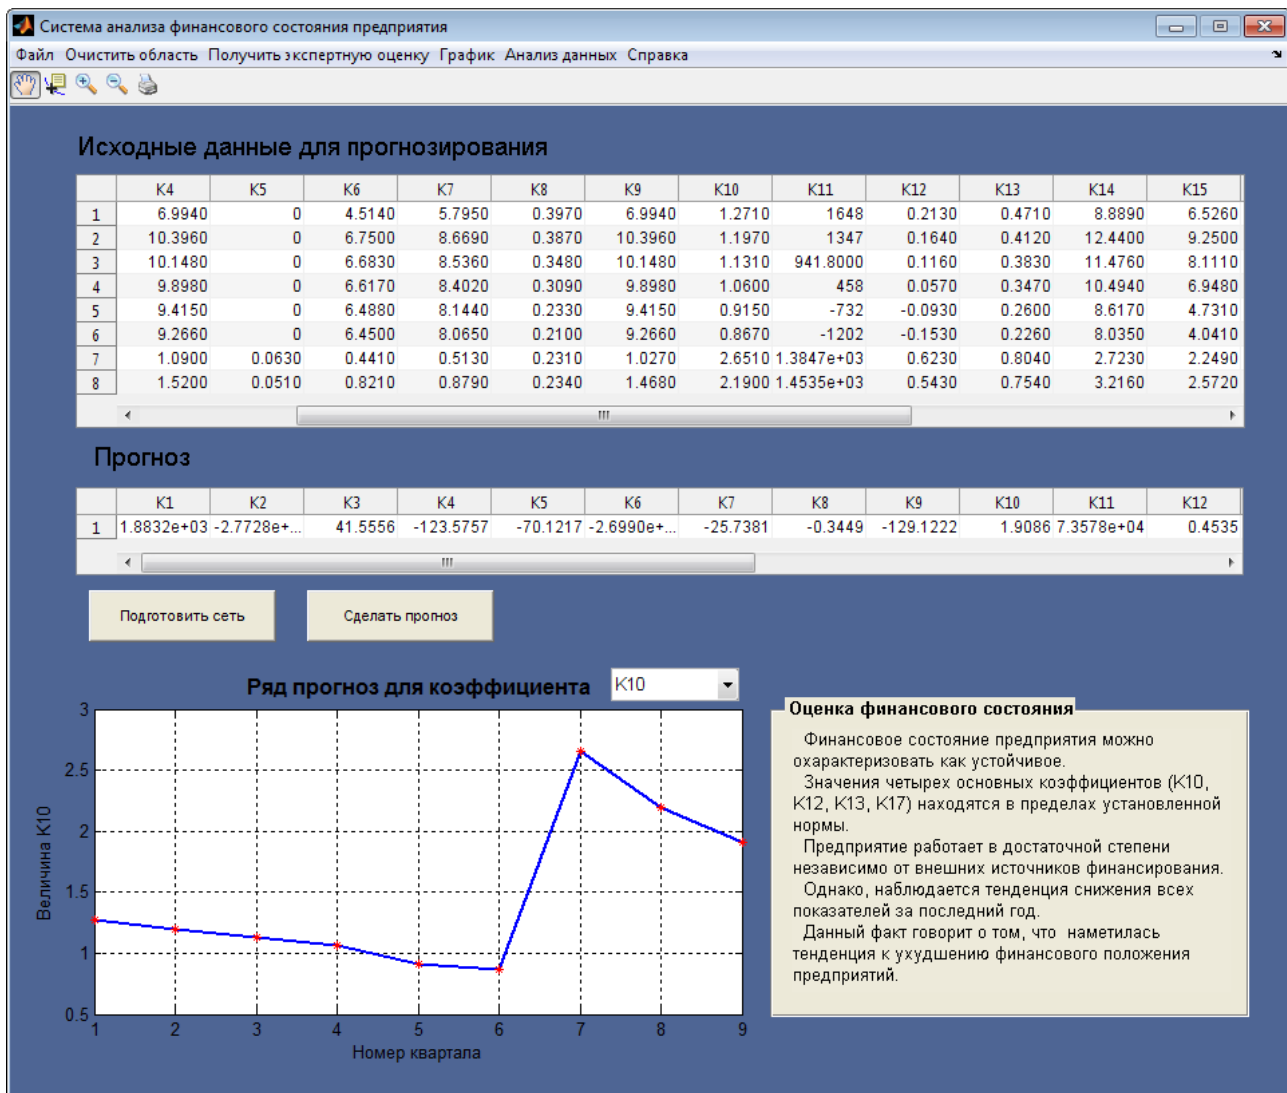 Система анализа финансового состояния предприятия
Файл Очистить область Получить экспертную оценку График Анализ данных Справка
Исходные данные для прогнозирования
K4 K5 K6 K7 K8 K9 K10 K11 K12 K13 K14 K15
1 6.9940 0 4.5140 5.7950 0.3970 6.9940 1.2710 1648 0.2130 0.4710 8.8890 6.5260
2 10.3960 0 6.7500 8.6690 0.3870 10.3960 1.1970 1347 0.1640 0.4120 12.4400 9.2500
3 10.1480 0 6.6830 8.5360 0.3480 10.1480 1.1310 941.8000 0.1160 0.3830 11.4760 8.1110
4 9.8980 0 6.6170 8.4020 0.3090 9.8980 1.0600 458 0.0570 0.3470 10.4940 6.9480
5 9.4150 0 6.4880 8.1440 0.2330 9.4150 0.9150 -732 -0.0930 0.2600 8.6170 4.7310
6 9.2660 0 6.4500 8.0650 0.2100 9.2660 0.8670 -1202 -0.1530 0.2260 8.0350 4.0410
7 1.0900 0.0630 0.4410 0.5130 0.2310 1.0270 2.6510 1.3847e+03 0.6230 0.8040 2.7230 2.2490
8 1.5200 0.0510 0.8210 0.8790 0.2340 1.4680 2.1900 1.4535e+03 0.5430 0.7540 3.2160 2.5720
Прогноз
K1 K2 K3 K4 K5 K6 K7 K8 K9 K10 K11 K12
1 1.8832e+03 -2.7728e+... 41.5556 -123.5757 -70.1217 -2.6990e+... -25.7381 -0.3449 -129.1222 1.9086 7.3578e+04 0.4535
Подготовить сеть Сделать прогноз
Ряд прогноз для коэффициента K10
3
2.5
2
1.5
1
0.5
Величина K10
1 2 3 4 5 6 7 8 9
Номер квартала
Оценка финансового состояния
Финансовое состояние предприятия можно
охарактеризовать как устойчивое.
Значения четырех основных коэффициентов (К10,
К12, К13, К17) находятся в пределах установленной
нормы.
Предприятие работает в достаточной степени
независимо от внешних источников финансирования.
Однако, наблюдается тенденция снижения всех
показателей за последний год.
Данный факт говорит о том, что наметилась
тенденция к ухудшению финансового положения
предприятий.